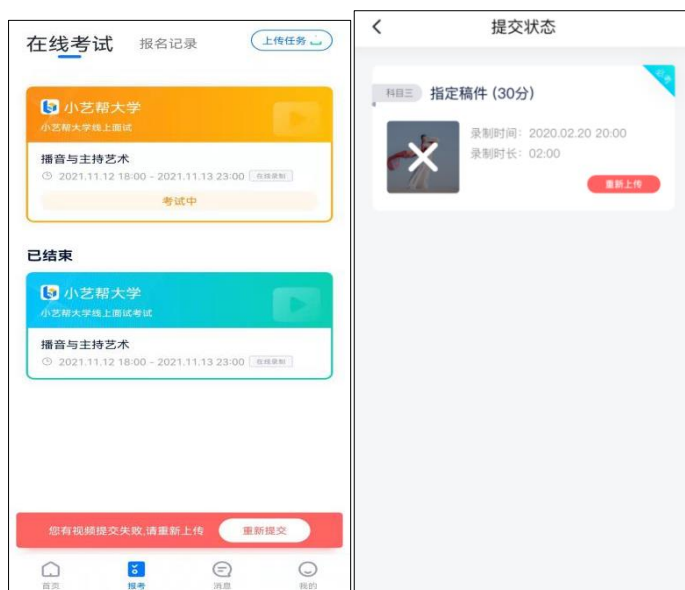 在线考试
报名记录
上传任务
小艺帮大学
小艺帮大学线上面试
播音与主持艺术
2021.11.12 18:00 - 2021.11.13 23:00 在线录制
考试中
已结束
小艺帮大学
小艺帮大学线上面试考试
播音与主持艺术
2021.11.12 18:00 - 2021.11.13 23:00 在线录制
您有视频提交失败,请重新上传
重新提交
首页
报考
消息
我的
提交状态
科目三 指定稿件 (30分)
录制时间：2020.02.20 20:00
录制时长：02:00
重新上传